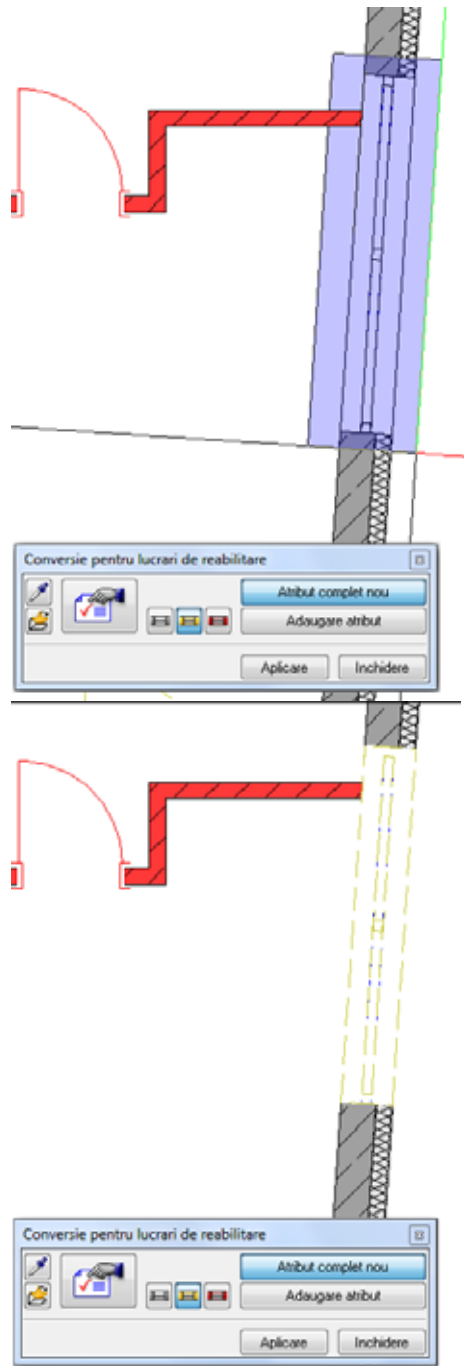 Conversie pentru lucrari de reabilitare
Atribut complet nou
Adaugare atribut
Aplicare
Inchidere
Conversie pentru lucrari de reabilitare
Atribut complet nou
Adaugare atribut
Aplicare
Inchidere